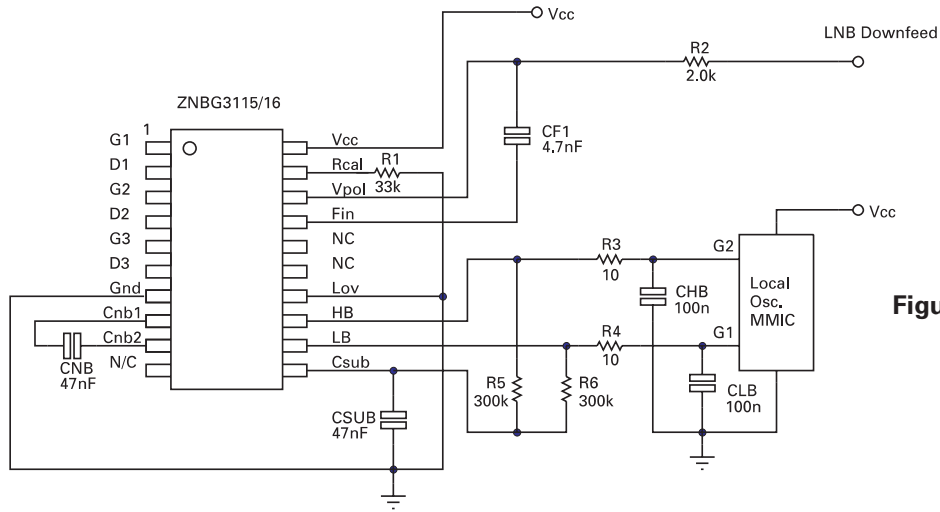 Vcc
LNB Downfeed
R2
2.0k
ZNBG3115/16
1
G1
D1
G2
D2
G3
D3
Gnd
Cnb1
Cnb2
N/C
Vcc
Rcal
Vpol
Fin
NC
NC
Lov
HB
LB
Csub
R1
33k
CF1
4.7nF
Vcc
R3
10
G2
CHB
100n
Local
Osc.
MMIC
R4
10
G1
CLB
100n
R5
300k
R6
300k
CNB
47nF
CSUB
47nF
Figu